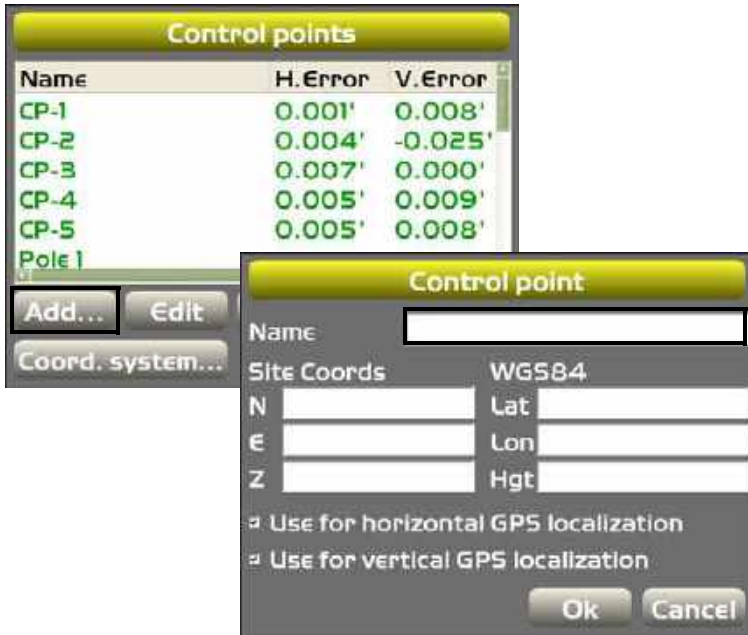 Control points
Name H.Error V.Error
CP-1 0.001' 0.008'
CP-2 0.004' -0.025'
CP-3 0.007' 0.000'
CP-4 0.005' 0.009'
CP-5 0.005' 0.008'
Pole 1
Add... Edit
Coord. system...
Control point
Name
Site Coords WGS84
N Lat
E Lon
Z Hgt
Use for horizontal GPS localization
Use for vertical GPS localization
Ok Cancel